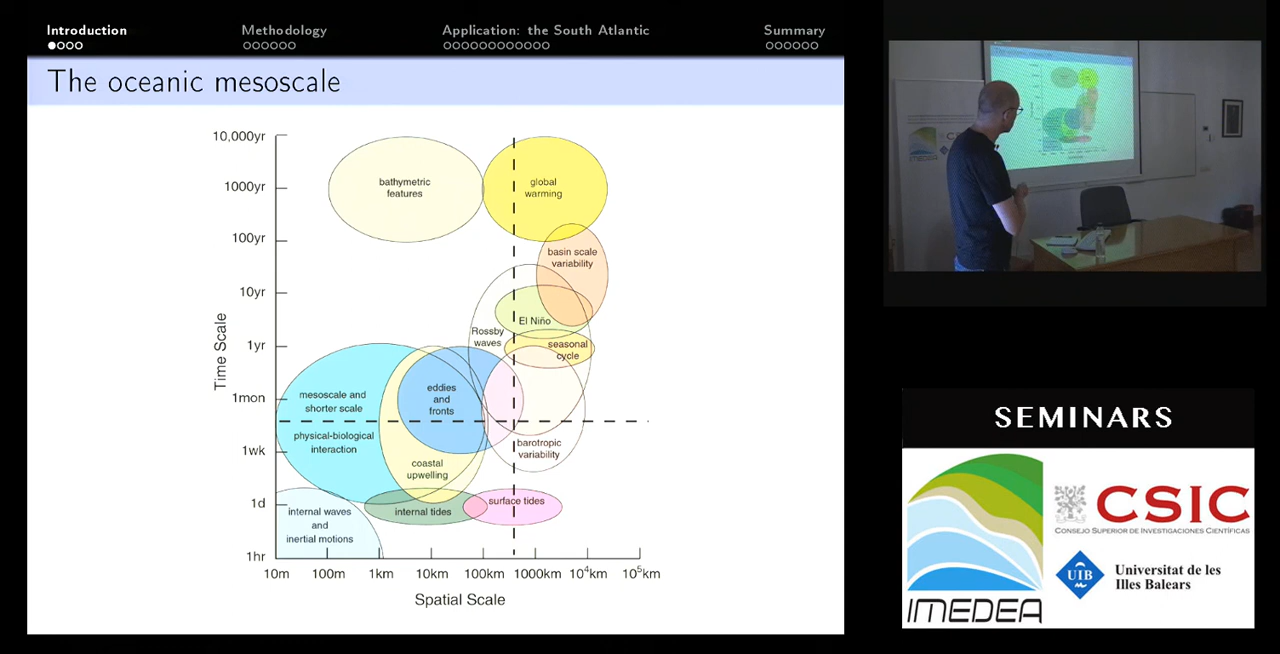 Introduction
Methodology
Application: the South Atlantic
Summary
The oceanic mesoscale
10,000yr
1000yr
100yr
10yr
1yr
1mon
1wk
1d
1hr
Time Scale
10m
100m
1km
10km
100km
1000km
10⁴km
10⁵km
Spatial Scale
bathymetric
features
global
warming
basin scale
variability
El Niño
Rossby
waves
seasonal
cycle
mesoscale and
shorter scale
physical-biological
interaction
eddies
and
fronts
coastal
upwelling
barotropic
variability
internal waves
and
inertial motions
internal tides
surface tides
IMEDEA
SEMINARS
CSIC
CONSEJO SUPERIOR DE INVESTIGACIONES CIENTÍFICAS
UIB
Universitat de les
Illes Balears
IMEDEA